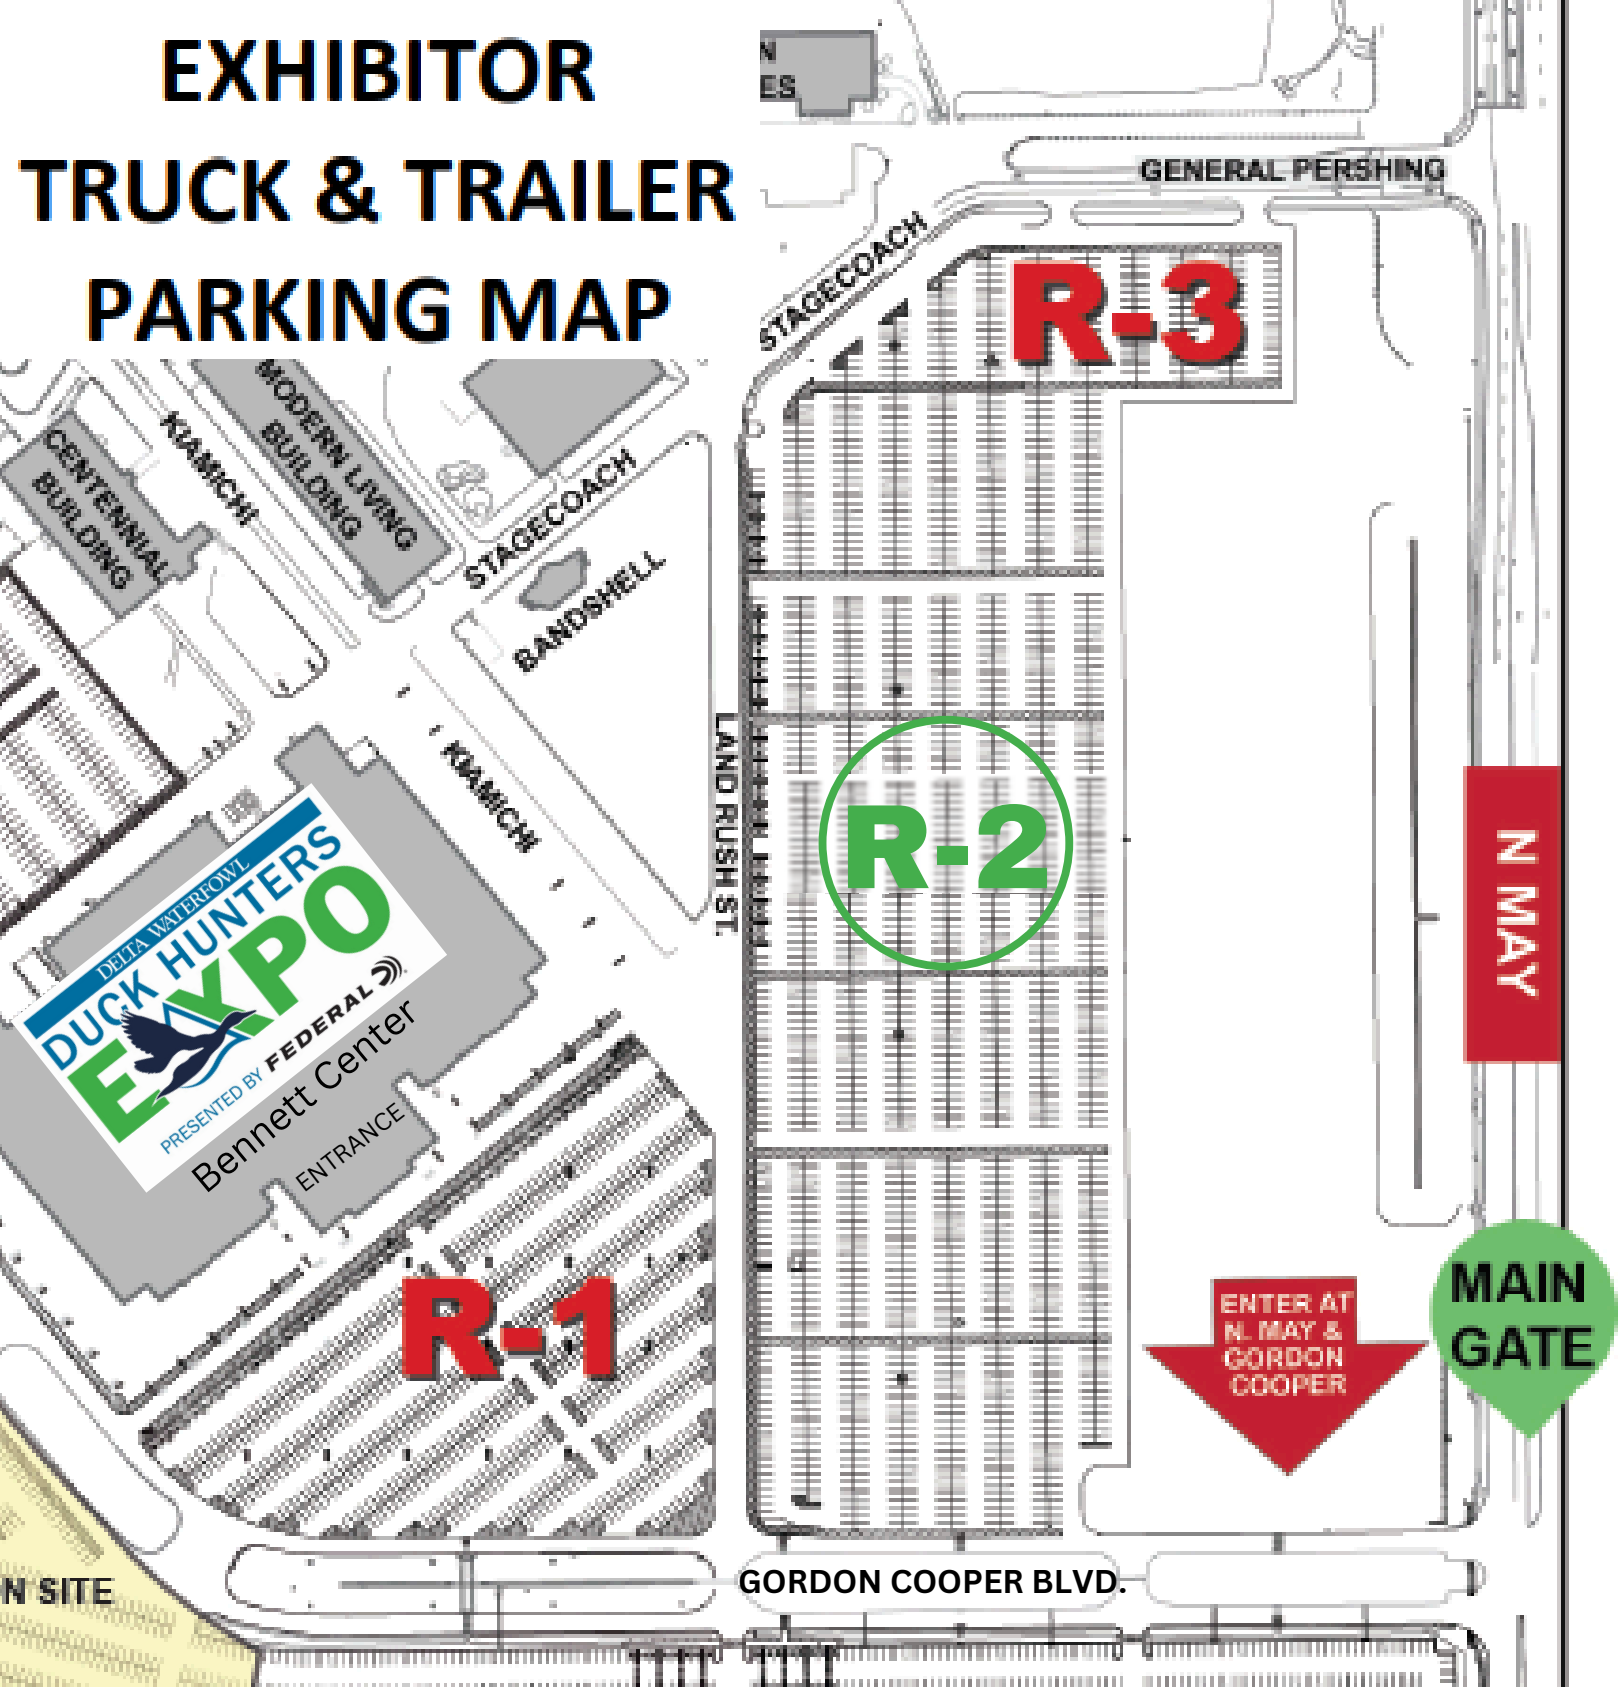 EXHIBITOR
TRUCK & TRAILER
PARKING MAP
N
ES
GENERAL PERSHING
STAGECOACH
R-3
MODERN LIVING
BUILDING
KIAMICHI
CENTENNIAL
BUILDING
STAGECOACH
BANDSHELL
LAND RUSH ST.
KIAMICHI
R-2
N MAY
DELTA WATERFOWL
DUCK HUNTERS
EXPO
PRESENTED BY FEDERAL
Bennett Center
ENTRANCE
R-1
ENTER AT
N. MAY &
GORDON
COOPER
MAIN
GATE
GORDON COOPER BLVD.
N SITE